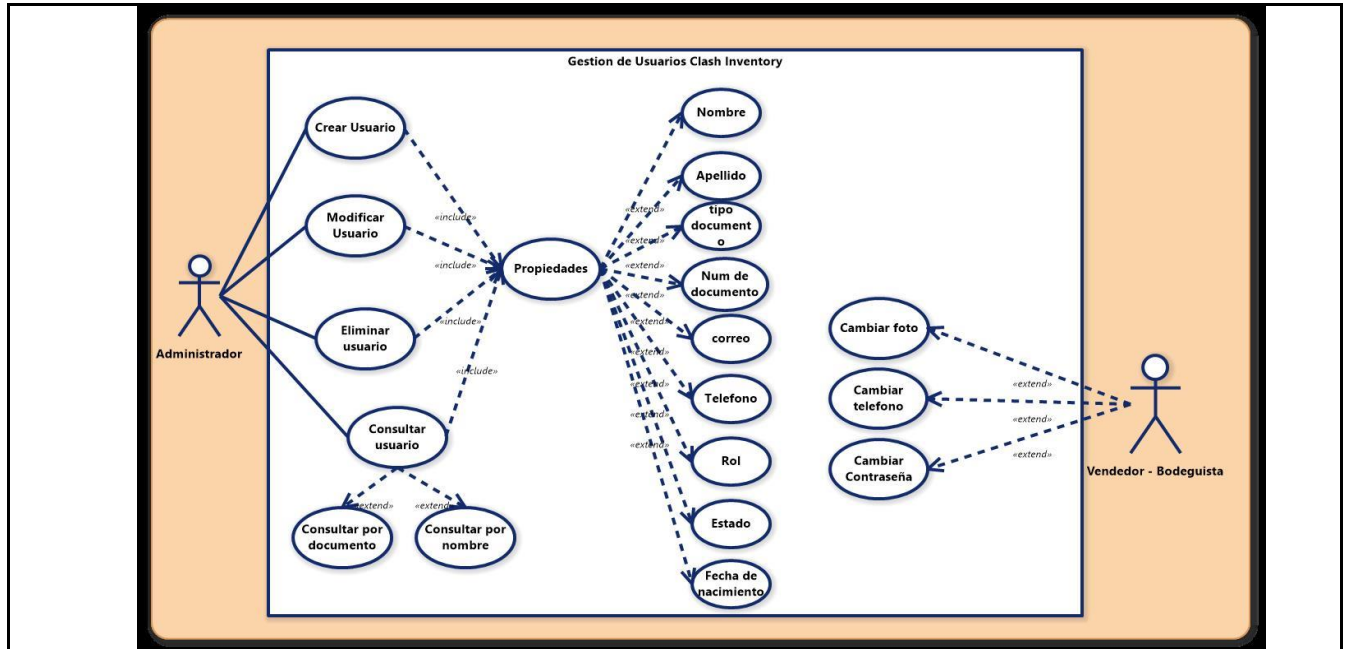 Gestion de Usuarios Clash Inventory
Crear Usuario
Modificar
Usuario
Eliminar
usuario
Consultar
usuario
Consultar por
documento
Consultar por
nombre
Administrador
«include»
«include»
«include»
«include»
«extend»
«extend»
Propiedades
«extend»
«extend»
«extend»
«extend»
«extend»
«extend»
«extend»
«extend»
«extend»
Nombre
Apellido
tipo
document
o
Num de
documento
correo
Telefono
Rol
Estado
Fecha de
nacimiento
Cambiar foto
Cambiar
telefono
Cambiar
Contraseña
«extend»
«extend»
«extend»
Vendedor - Bodeguista